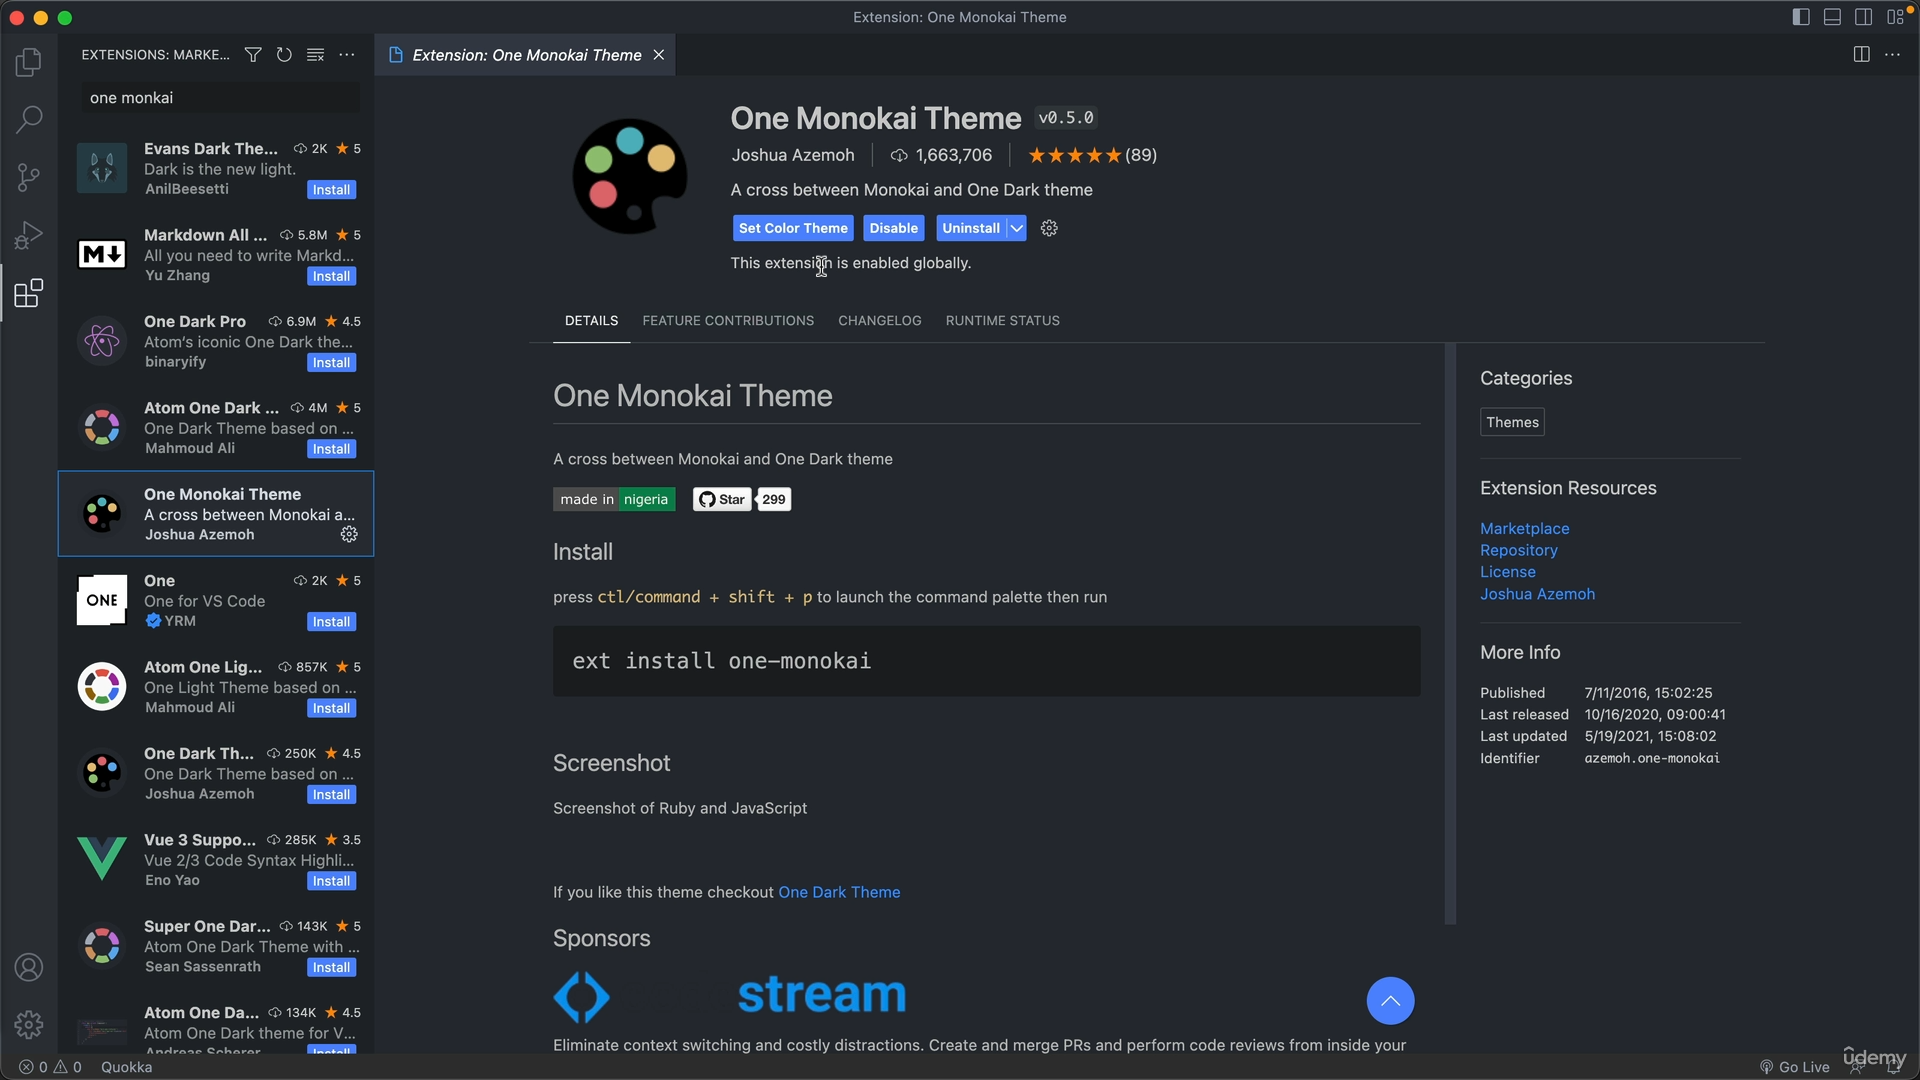 Extension: One Monokai Theme
EXTENSIONS: MARKE...
one monkai
Evans Dark The... 2K ★ 5
Dark is the new light.
AnilBeesetti Install
Markdown All ... 5.8M ★ 5
All you need to write Markd...
Yu Zhang Install
One Dark Pro 6.9M ★ 4.5
Atom's iconic One Dark the...
binaryify Install
Atom One Dark ... 4M ★ 5
One Dark Theme based on ...
Mahmoud Ali Install
One Monokai Theme
A cross between Monokai a...
Joshua Azemoh
ONE
One 2K ★ 5
One for VS Code
YRM Install
Atom One Lig... 857K ★ 5
One Light Theme based on ...
Mahmoud Ali Install
One Dark Th... 250K ★ 4.5
One Dark Theme based on ...
Joshua Azemoh Install
Vue 3 Suppo... 285K ★ 3.5
Vue 2/3 Code Syntax Highli...
Eno Yao Install
Super One Dar... 143K ★ 5
Atom One Dark Theme with ...
Sean Sassenrath Install
Atom One Da... 134K ★ 4.5
Atom One Dark theme for V...
Andreas Scherer Install
Extension: One Monokai Theme
One Monokai Theme v0.5.0
Joshua Azemoh 1,663,706 ★★★★★(89)
A cross between Monokai and One Dark theme
Set Color Theme Disable Uninstall
This extension is enabled globally.
DETAILS FEATURE CONTRIBUTIONS CHANGELOG RUNTIME STATUS
One Monokai Theme
A cross between Monokai and One Dark theme
made in nigeria Star 299
Install
press ctl/command + shift + p to launch the command palette then run
ext install one-monokai
Screenshot
Screenshot of Ruby and JavaScript
If you like this theme checkout One Dark Theme
Sponsors
stream
Eliminate context switching and costly distractions. Create and merge PRs and perform code reviews from inside your
Categories
Themes
Extension Resources
Marketplace
Repository
License
Joshua Azemoh
More Info
Published 7/11/2016, 15:02:25
Last released 10/16/2020, 09:00:41
Last updated 5/19/2021, 15:08:02
Identifier azemoh.one-monokai
0 0 Quokka
Go Live
ûdemy